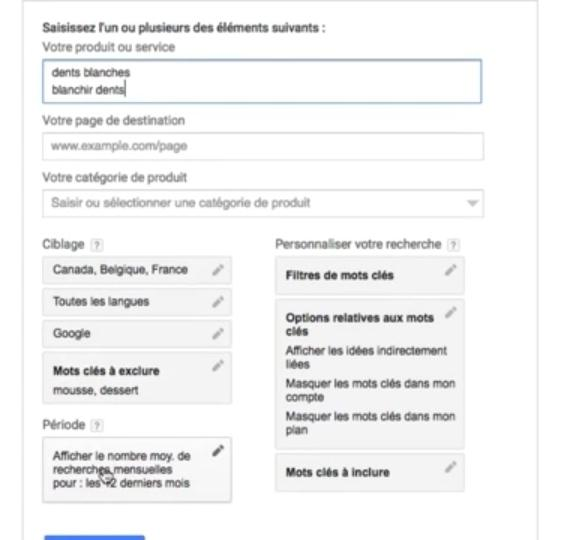 Saisissez l'un ou plusieurs des éléments suivants :
Votre produit ou service
dents blanches
blanchir dents
Votre page de destination
www.example.com/page
Votre catégorie de produit
Saisir ou sélectionner une catégorie de produit
Ciblage ?
Canada, Belgique, France
Toutes les langues
Google
Mots clés à exclure
mousse, dessert
Période ?
Afficher le nombre moy. de
recherches mensuelles
pour : les 12 derniers mois
Personnaliser votre recherche ?
Filtres de mots clés
Options relatives aux mots
clés
Afficher les idées indirectement
liées
Masquer les mots clés dans mon
compte
Masquer les mots clés dans mon
plan
Mots clés à inclure